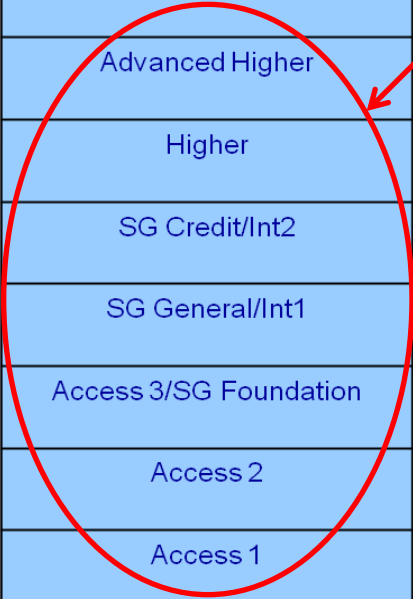 Advanced Higher
Higher
SG Credit/Int2
SG General/Int1
Access 3/SG Foundation
Access 2
Access 1